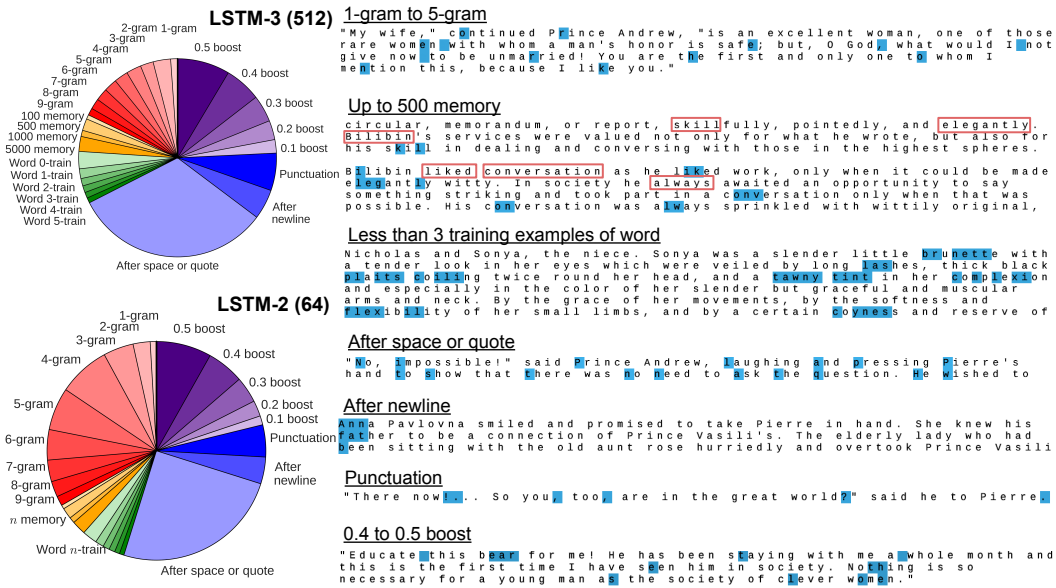 LSTM-3 (512)
1-gram
2-gram
3-gram
4-gram
5-gram
6-gram
7-gram
8-gram
9-gram
100 memory
500 memory
1000 memory
5000 memory
Word 0-train
Word 1-train
Word 2-train
Word 3-train
Word 4-train
Word 5-train
0.5 boost
0.4 boost
0.3 boost
0.2 boost
0.1 boost
Punctuation
After
newline
After space or quote
LSTM-2 (64)
1-gram
2-gram
3-gram
4-gram
5-gram
6-gram
7-gram
8-gram
9-gram
n memory
Word n-train
0.5 boost
0.4 boost
0.3 boost
0.2 boost
0.1 boost
Punctuation
After
newline
After space or quote
1-gram to 5-gram
"My wife," continued Prince Andrew, "is an excellent woman, one of those
rare women with whom a man's honor is safe; but, O God, what would I not
give now to be unmarried! You are the first and only one to whom I
mention this, because I like you."
Up to 500 memory
circular, memorandum, or report, skillfully, pointedly, and elegantly.
Bilibin's services were valued not only for what he wrote, but also for
his skill in dealing and conversing with those in the highest spheres.
Bilibin liked conversation as he liked work, only when it could be made
elegantly witty. In society he always awaited an opportunity to say
something striking and took part in a conversation only when that was
possible. His conversation was always sprinkled with wittily original,
Less than 3 training examples of word
Nicholas and Sonya, the niece. Sonya was a slender little brunette with
a tender look in her eyes which were veiled by long lashes, thick black
plaits coiling twice round her head, and a tawny tint in her complexion
and especially in the color of her slender but graceful and muscular
arms and neck. By the grace of her movements, by the softness and
flexibility of her small limbs, and by a certain coyness and reserve of
After space or quote
"No, impossible!" said Prince Andrew, laughing and pressing Pierre's
hand to show that there was no need to ask the question. He wished to
After newline
Anna Pavlovna smiled and promised to take Pierre in hand. She knew his
father to be a connection of Prince Vasili's. The elderly lady who had
been sitting with the old aunt rose hurriedly and overtook Prince Vasili
Punctuation
"There now!... So you, too, are in the great world?" said he to Pierre.
0.4 to 0.5 boost
"Educate this bear for me! He has been staying with me a whole month and
this is the first time I have seen him in society. Nothing is so
necessary for a young man as the society of clever women."